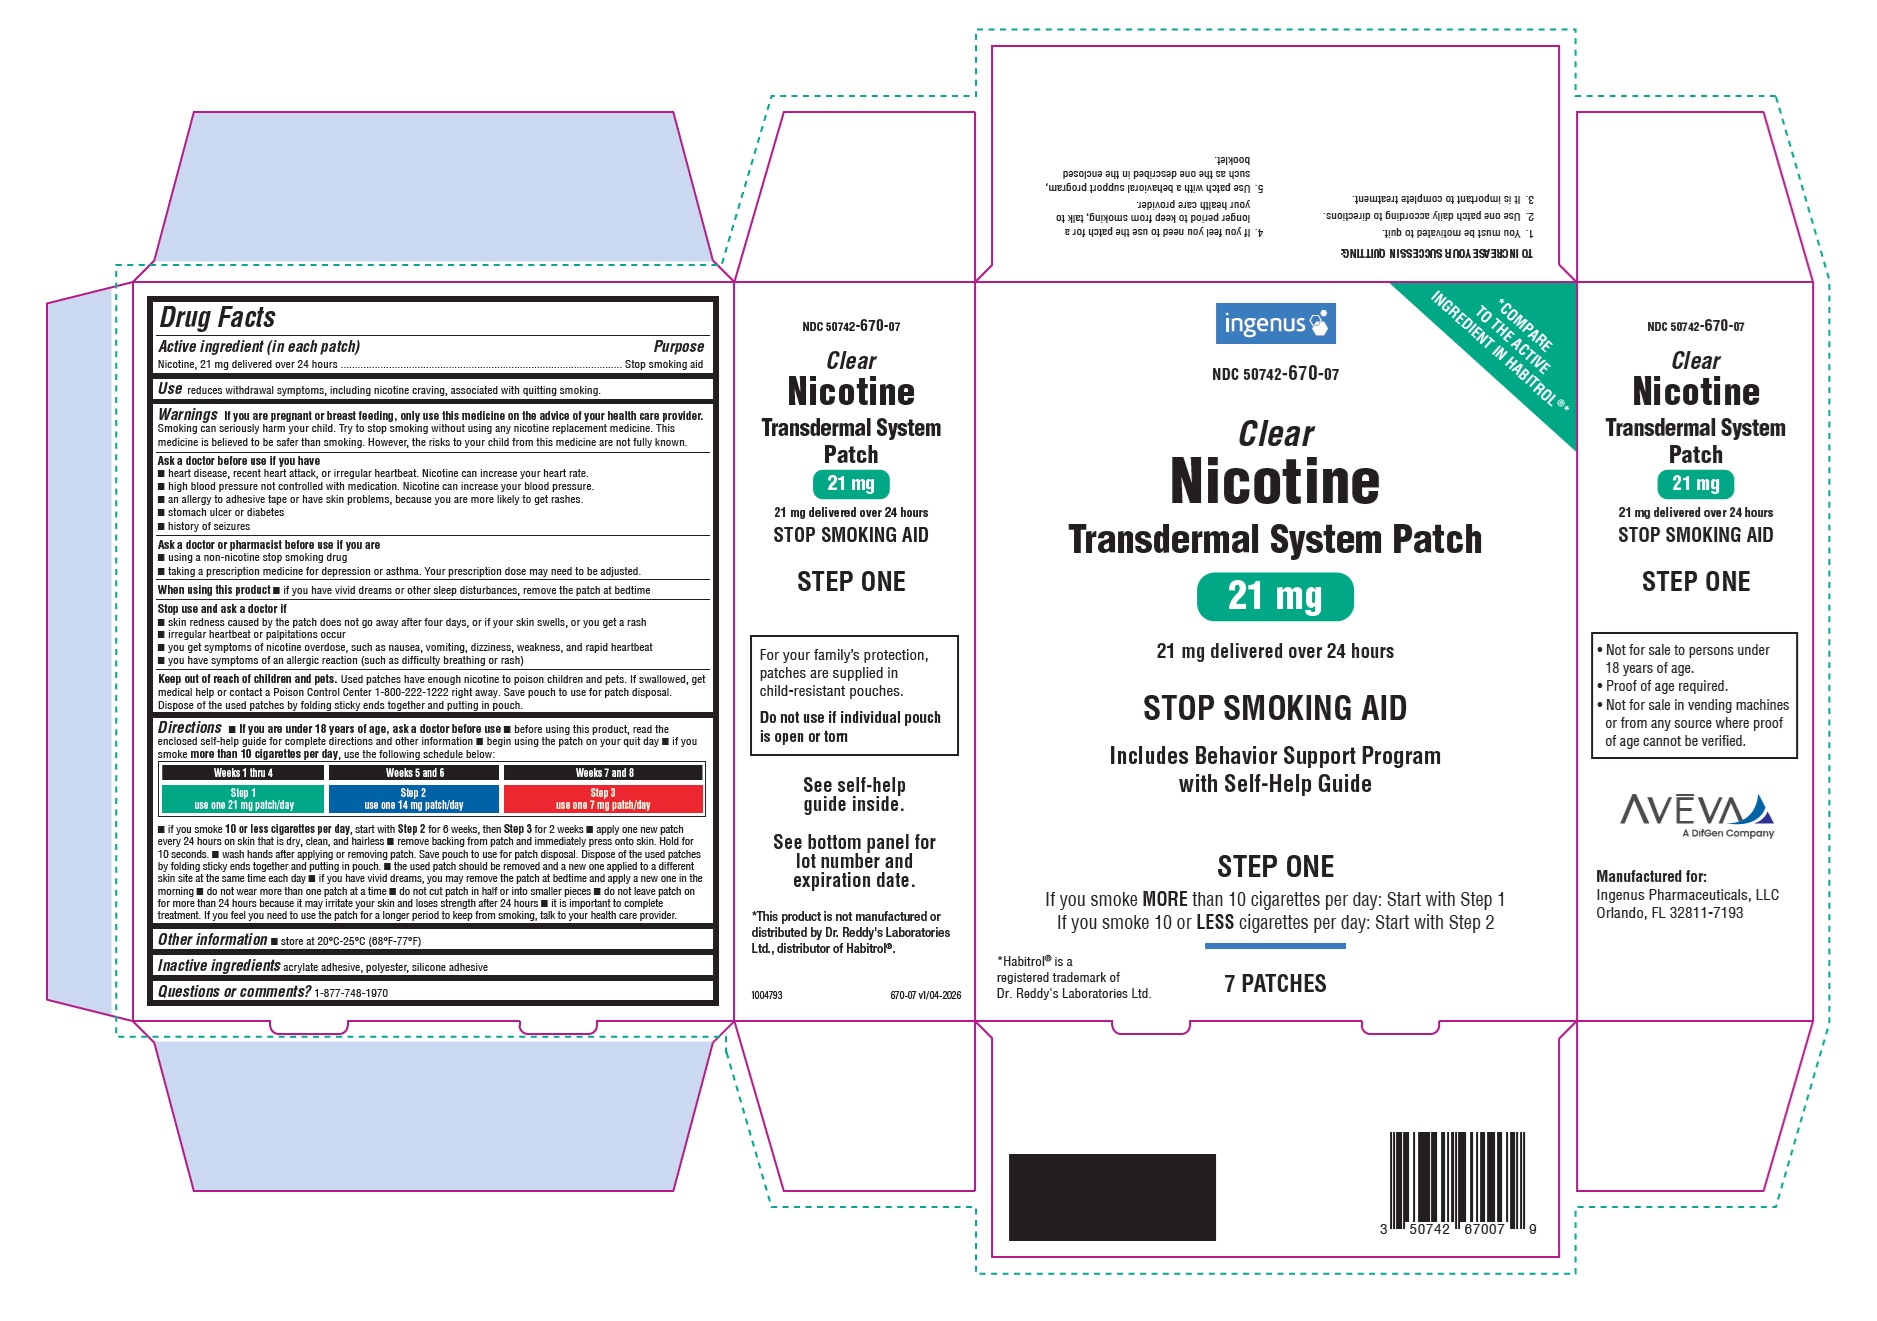 TO INCREASE YOUR SUCCESS IN QUITTING:
1. You must be motivated to quit.
2. Use one patch daily according to directions.
3. It is important to complete treatment.
4. If you feel you need to use the patch for a
longer period to keep from smoking, talk to
your health care provider.
5. Use patch with a behavioral support program,
such as the one described in the enclosed
booklet.
Drug Facts
Active ingredient (in each patch) Purpose
Nicotine, 21 mg delivered over 24 hours ........ Stop smoking aid
Use reduces withdrawal symptoms, including nicotine craving, associated with quitting smoking.
Warnings If you are pregnant or breast feeding, only use this medicine on the advice of your health care provider.
Smoking can seriously harm your child. Try to stop smoking without using any nicotine replacement medicine. This
medicine is believed to be safer than smoking. However, the risks to your child from this medicine are not fully known.
Ask a doctor before use if you have
■ heart disease, recent heart attack, or irregular heartbeat. Nicotine can increase your heart rate.
■ high blood pressure not controlled with medication. Nicotine can increase your blood pressure.
■ an allergy to adhesive tape or have skin problems, because you are more likely to get rashes.
■ stomach ulcer or diabetes
■ history of seizures
Ask a doctor or pharmacist before use if you are
■ using a non-nicotine stop smoking drug
■ taking a prescription medicine for depression or asthma. Your prescription dose may need to be adjusted.
When using this product ■ if you have vivid dreams or other sleep disturbances, remove the patch at bedtime
Stop use and ask a doctor if
■ skin redness caused by the patch does not go away after four days, or if your skin swells, or you get a rash
■ irregular heartbeat or palpitations occur
■ you get symptoms of nicotine overdose, such as nausea, vomiting, dizziness, weakness, and rapid heartbeat
■ you have symptoms of an allergic reaction (such as difficulty breathing or rash)
Keep out of reach of children and pets. Used patches have enough nicotine to poison children and pets. If swallowed, get
medical help or contact a Poison Control Center 1-800-222-1222 right away. Save pouch to use for patch disposal.
Dispose of the used patches by folding sticky ends together and putting in pouch.
Directions ■ If you are under 18 years of age, ask a doctor before use ■ before using this product, read the
enclosed self-help guide for complete directions and other information ■ begin using the patch on your quit day ■ if you
smoke more than 10 cigarettes per day, use the following schedule below:
Weeks 1 thru 4 Weeks 5 and 6 Weeks 7 and 8
Step 1 Step 2 Step 3
use one 21 mg patch/day use one 14 mg patch/day use one 7 mg patch/day
■ if you smoke 10 or less cigarettes per day, start with Step 2 for 6 weeks, then Step 3 for 2 weeks ■ apply one new patch
every 24 hours on skin that is dry, clean, and hairless ■ remove backing from patch and immediately press onto skin. Hold for
10 seconds. ■ wash hands after applying or removing patch. Save pouch to use for patch disposal. Dispose of the used patches
by folding sticky ends together and putting in pouch. ■ the used patch should be removed and a new one applied to a different
skin site at the same time each day ■ if you have vivid dreams, you may remove the patch at bedtime and apply a new one in the
morning ■ do not wear more than one patch at a time ■ do not cut patch in half or into smaller pieces ■ do not leave patch on
for more than 24 hours because it may irritate your skin and loses strength after 24 hours ■ it is important to complete
treatment. If you feel you need to use the patch for a longer period to keep from smoking, talk to your health care provider.
Other information ■ store at 20°C-25°C (68°F-77°F)
Inactive ingredients acrylate adhesive, polyester, silicone adhesive
Questions or comments? 1-877-748-1970
NDC 50742-670-07
Clear
Nicotine
Transdermal System
Patch
21 mg
21 mg delivered over 24 hours
STOP SMOKING AID
STEP ONE
For your family's protection,
patches are supplied in
child-resistant pouches.
Do not use if individual pouch
is open or torn
See self-help
guide inside.
See bottom panel for
lot number and
expiration date.
*This product is not manufactured or
distributed by Dr. Reddy's Laboratories
Ltd., distributor of Habitrol®.
1004793 670-07 v1/04-2026
ingenus
NDC 50742-670-07
*COMPARE
TO THE ACTIVE
INGREDIENT IN HABITROL®*
Clear
Nicotine
Transdermal System Patch
21 mg
21 mg delivered over 24 hours
STOP SMOKING AID
Includes Behavior Support Program
with Self-Help Guide
STEP ONE
If you smoke MORE than 10 cigarettes per day: Start with Step 1
If you smoke 10 or LESS cigarettes per day: Start with Step 2
*Habitrol® is a
registered trademark of
Dr. Reddy's Laboratories Ltd.
7 PATCHES
3 50742 67007 9
NDC 50742-670-07
Clear
Nicotine
Transdermal System
Patch
21 mg
21 mg delivered over 24 hours
STOP SMOKING AID
STEP ONE
• Not for sale to persons under
18 years of age.
• Proof of age required.
• Not for sale in vending machines
or from any source where proof
of age cannot be verified.
AVĒVA
A DifGen Company
Manufactured for:
Ingenus Pharmaceuticals, LLC
Orlando, FL 32811-7193